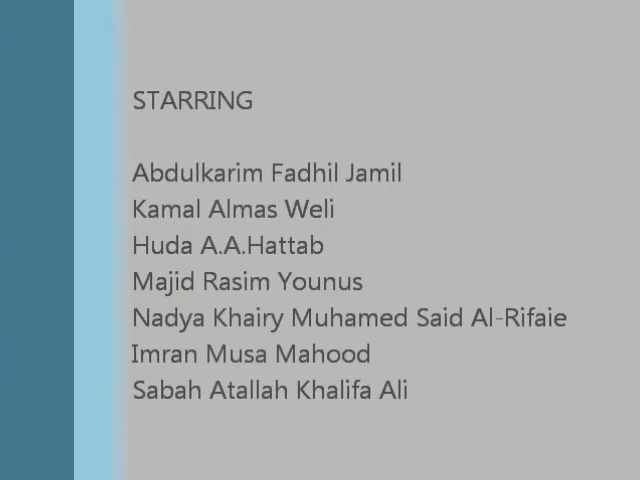 STARRING
Abdulkarim Fadhil Jamil
Kamal Almas Weli
Huda A.A.Hattab
Majid Rasim Younus
Nadya Khairy Muhamed Said Al-Rifaie
Imran Musa Mahood
Sabah Atallah Khalifa Ali